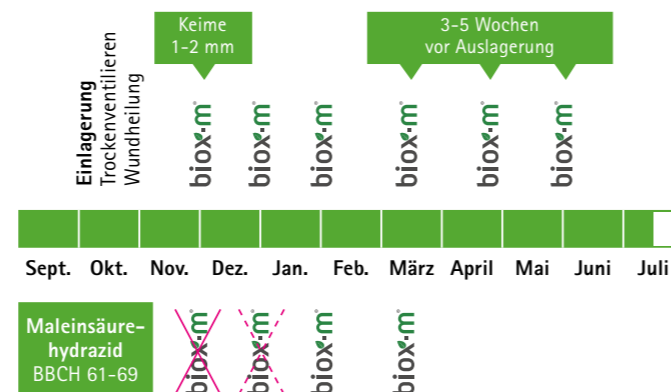 Keime
1-2 mm
3-5 Wochen
vor Auslagerung
Einlagerung
Trockenventilieren
Wundheilung
biox·m®
biox·m®
biox·m®
biox·m®
biox·m®
biox·m®
Sept. Okt. Nov. Dez. Jan. Feb. März April Mai Juni Juli
Maleinsäure-
hydrazid
BBCH 61-69
biox·m®
biox·m®
biox·m®
biox·m®